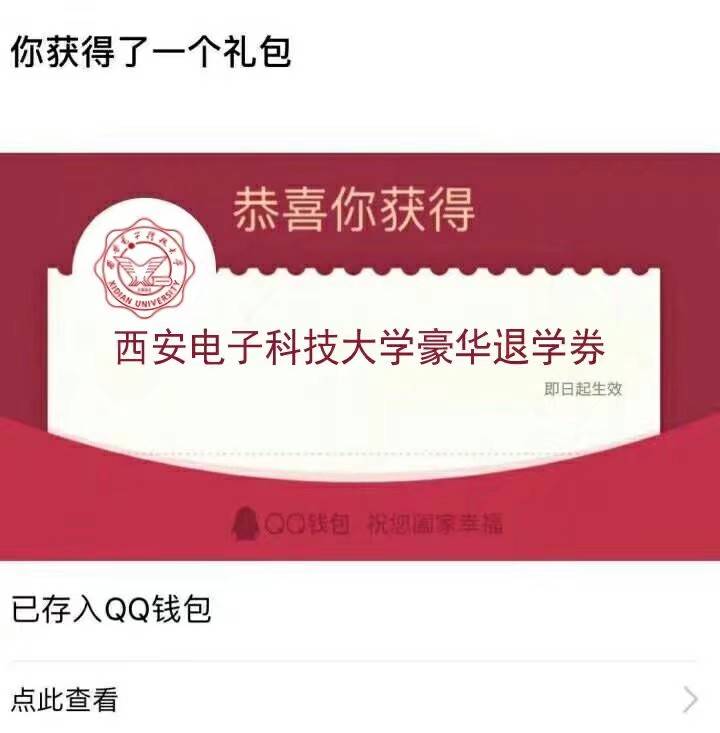 你获得了一个礼包
恭喜你获得
西安电子科技大学
XIDIAN UNIVERSITY
西安电子科技大学豪华退学券
即日起生效
QQ钱包 祝您阖家幸福
已存入QQ钱包
点此查看